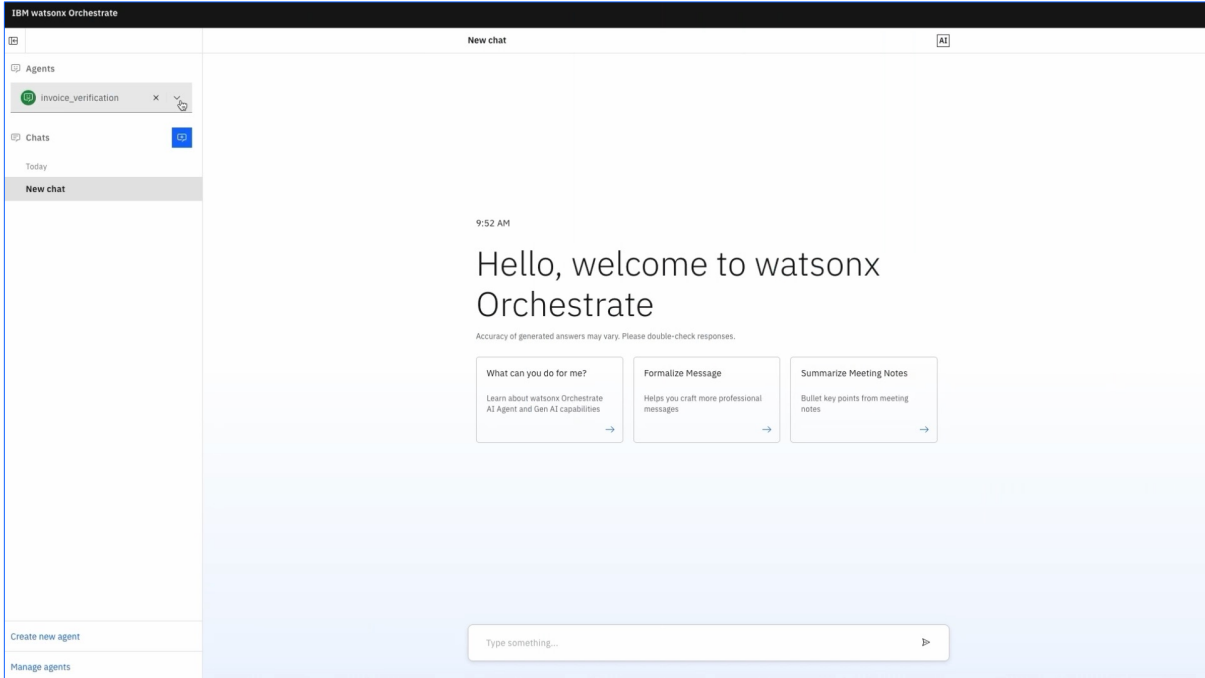 IBM watsonx Orchestrate
New chat
AI
Agents
invoice_verification
Chats
Today
New chat
9:52 AM
Hello, welcome to watsonx
Orchestrate
Accuracy of generated answers may vary. Please double-check responses.
What can you do for me?
Learn about watsonx Orchestrate
AI Agent and Gen AI capabilities
Formalize Message
Helps you craft more professional
messages
Summarize Meeting Notes
Bullet key points from meeting
notes
Type something...
Create new agent
Manage agents